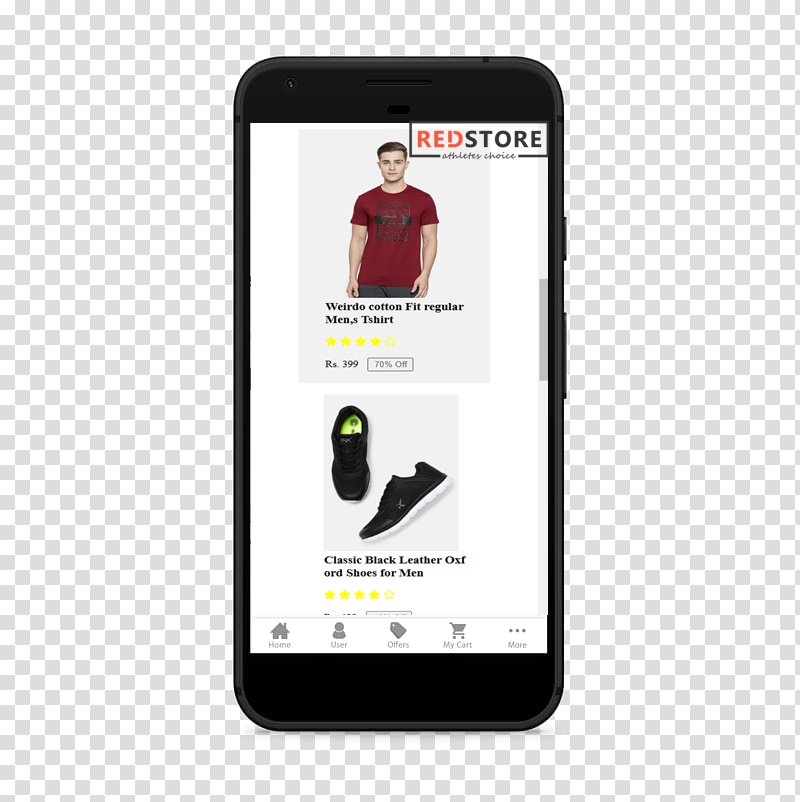 REDSTORE
athletes choice
Weirdo cotton Fit regular
Men,s Tshirt
Rs. 399 70% Off
Classic Black Leather Oxf
ord Shoes for Men
Home User Offers My Cart More